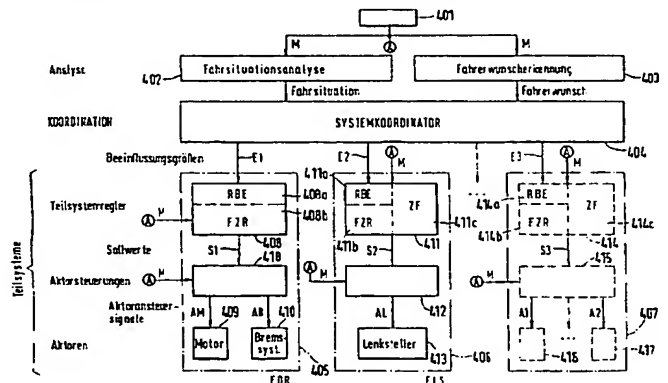 401
M A M
Analyse 402 Fahrsituationsanalyse Fahrerwunscherkennung 403
Fahrsituation Fahrerwunsch
KOORDINATION SYSTEMKOORDINATOR
404
Beeinflussungsgrößen E1 E2 A M E3 A M
411a
Teilsystemregler RBE 408a RBE ZF 414a RBE ZF
A M FZR 408b FZR 411c FZR 414c
408 411b 411 414b 414
Sollwerte S1 S2 S3
418 415
Aktorsteuerungen A M A M A M
412
Aktoransteuersignale AM AB AL A1 A2
409 410 407
Aktoren Motor Bremssyst. Lenksteller
405 413 406 416 417
EDR ELS
Teilsysteme